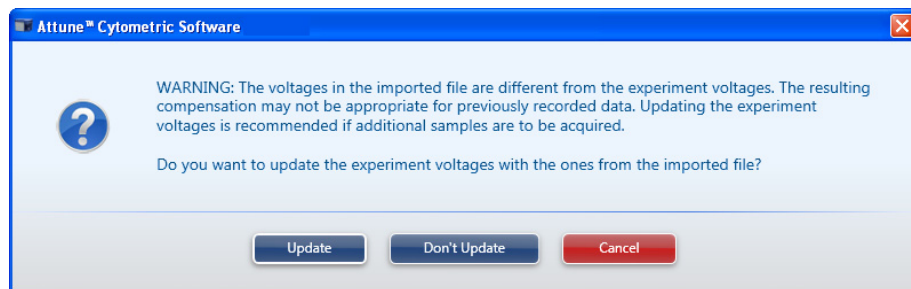 Attune™ Cytometric Software
WARNING: The voltages in the imported file are different from the experiment voltages. The resulting
compensation may not be appropriate for previously recorded data. Updating the experiment
voltages is recommended if additional samples are to be acquired.
Do you want to update the experiment voltages with the ones from the imported file?
Update Don't Update Cancel